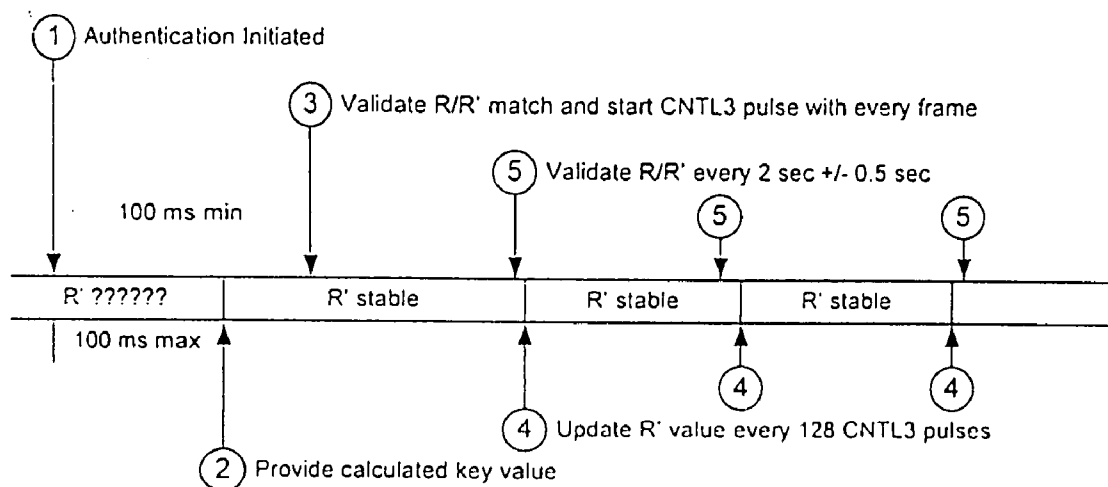 1 Authentication Initiated
3 Validate R/R' match and start CNTL3 pulse with every frame
5 Validate R/R' every 2 sec +/- 0.5 sec
100 ms min
5
5
R' ??????
R' stable
R' stable
R' stable
100 ms max
4
4
4 Update R' value every 128 CNTL3 pulses
2 Provide calculated key value